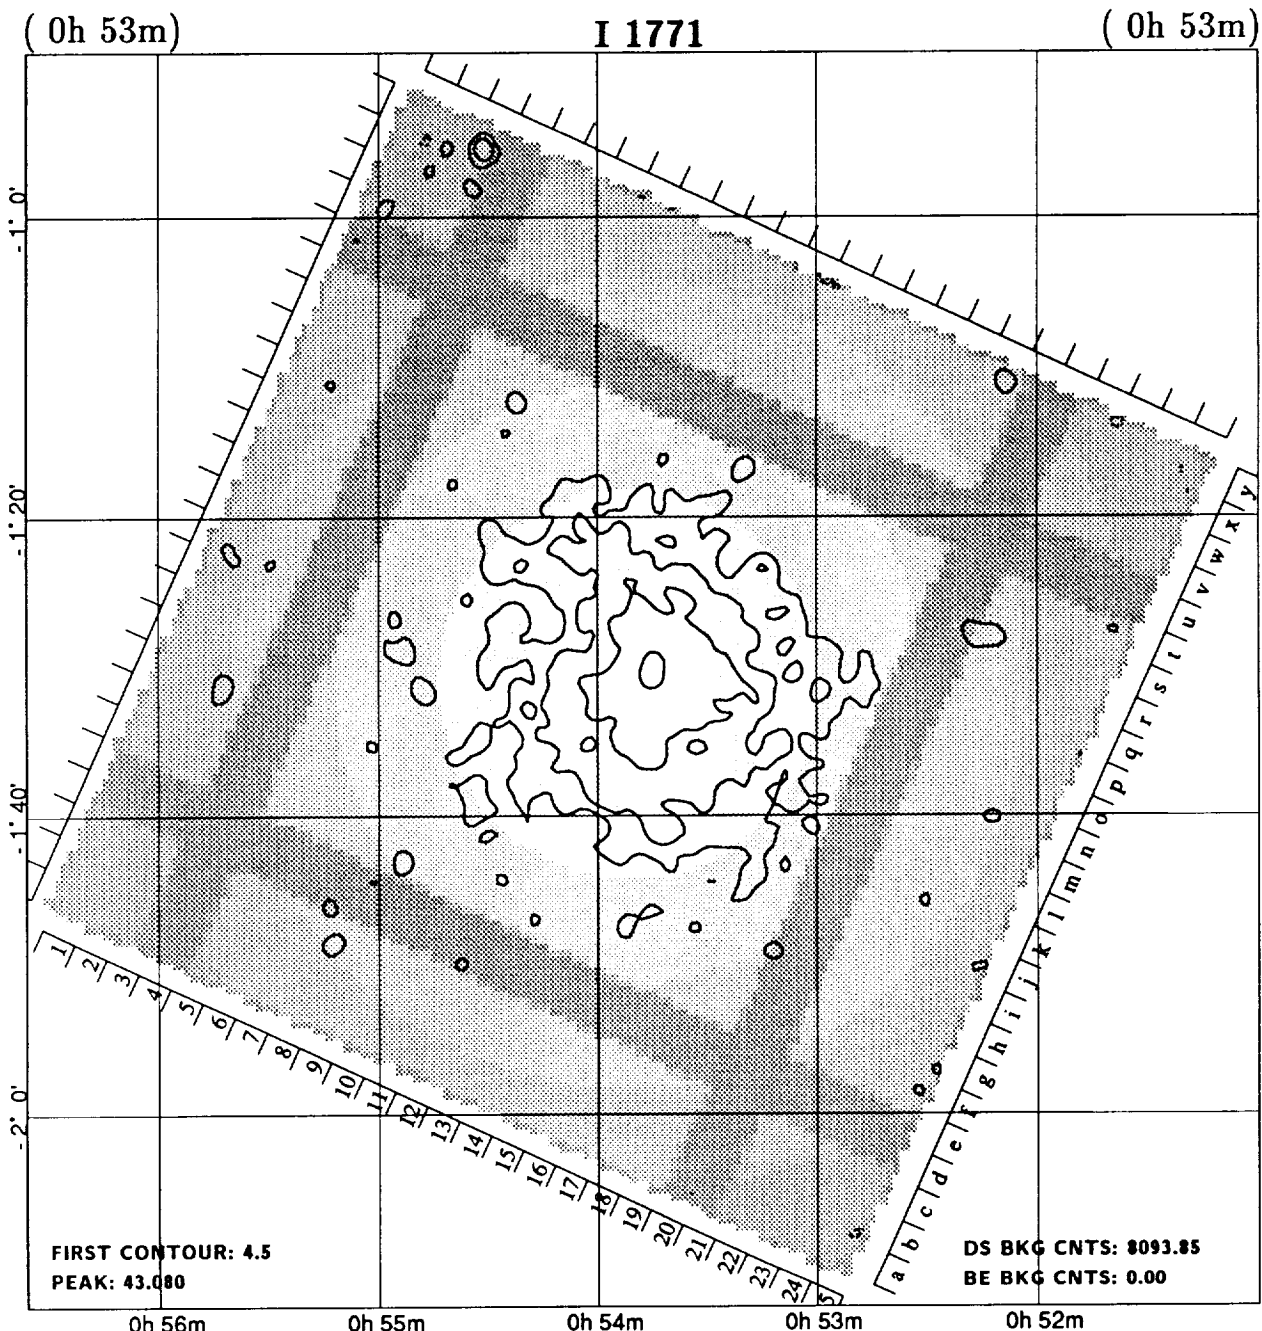 ( 0h 53m)
I 1771
( 0h 53m)
-1° 0'
-1° 20'
-1° 40'
-2° 0'
1 2 3 4 5 6 7 8 9 10 11 12 13 14 15 16 17 18 19 20 21 22 23 24
a b c d e f g h i j k l m n o p q r s t u v w x y
FIRST CONTOUR: 4.5
PEAK: 43.080
DS BKG CNTS: 8093.85
BE BKG CNTS: 0.00
0h 56m
0h 55m
0h 54m
0h 53m
0h 52m